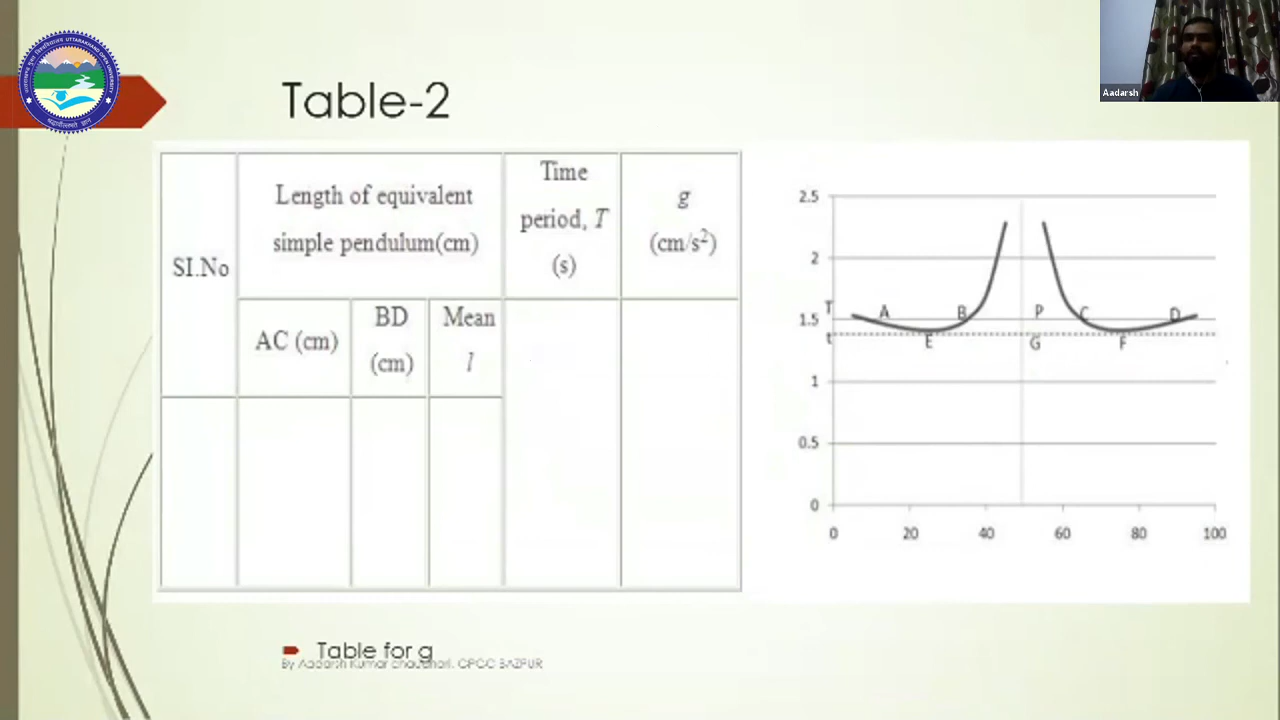 Aadarsh
Table-2
SI.No
Length of equivalent
simple pendulum(cm)
Time
period, T
(s)
g
(cm/s²)
AC (cm)
BD
(cm)
Mean
l
2.5
2
1.5
1
0.5
0
T
t
A
B
P
C
D
E
G
F
0 20 40 60 80 100
Table for g
By Aadarsh Kumar chaudhari, GPGC BAZPUR